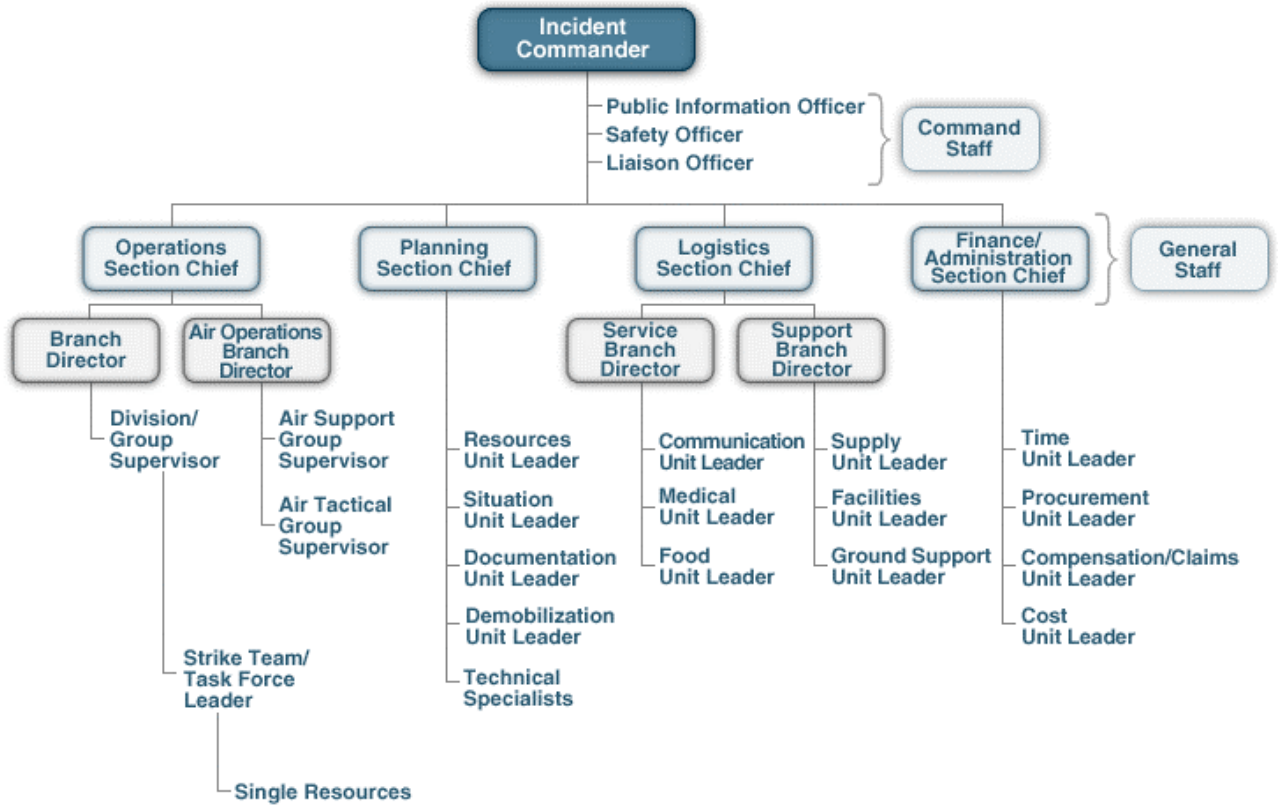 Incident
Commander
Public Information Officer
Safety Officer
Liaison Officer
Command
Staff
Operations
Section Chief
Planning
Section Chief
Logistics
Section Chief
Finance/
Administration
Section Chief
General
Staff
Branch
Director
Air Operations
Branch
Director
Service
Branch
Director
Support
Branch
Director
Division/
Group
Supervisor
Strike Team/
Task Force
Leader
Single Resources
Air Support
Group
Supervisor
Air Tactical
Group
Supervisor
Resources
Unit Leader
Situation
Unit Leader
Documentation
Unit Leader
Demobilization
Unit Leader
Technical
Specialists
Communication
Unit Leader
Medical
Unit Leader
Food
Unit Leader
Supply
Unit Leader
Facilities
Unit Leader
Ground Support
Unit Leader
Time
Unit Leader
Procurement
Unit Leader
Compensation/Claims
Unit Leader
Cost
Unit Leader